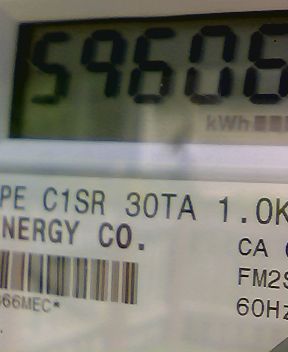 59606
kWh
PE C1SR 30TA 1.0K
NERGY CO.
CA
FM2S
66MEC*
60Hz